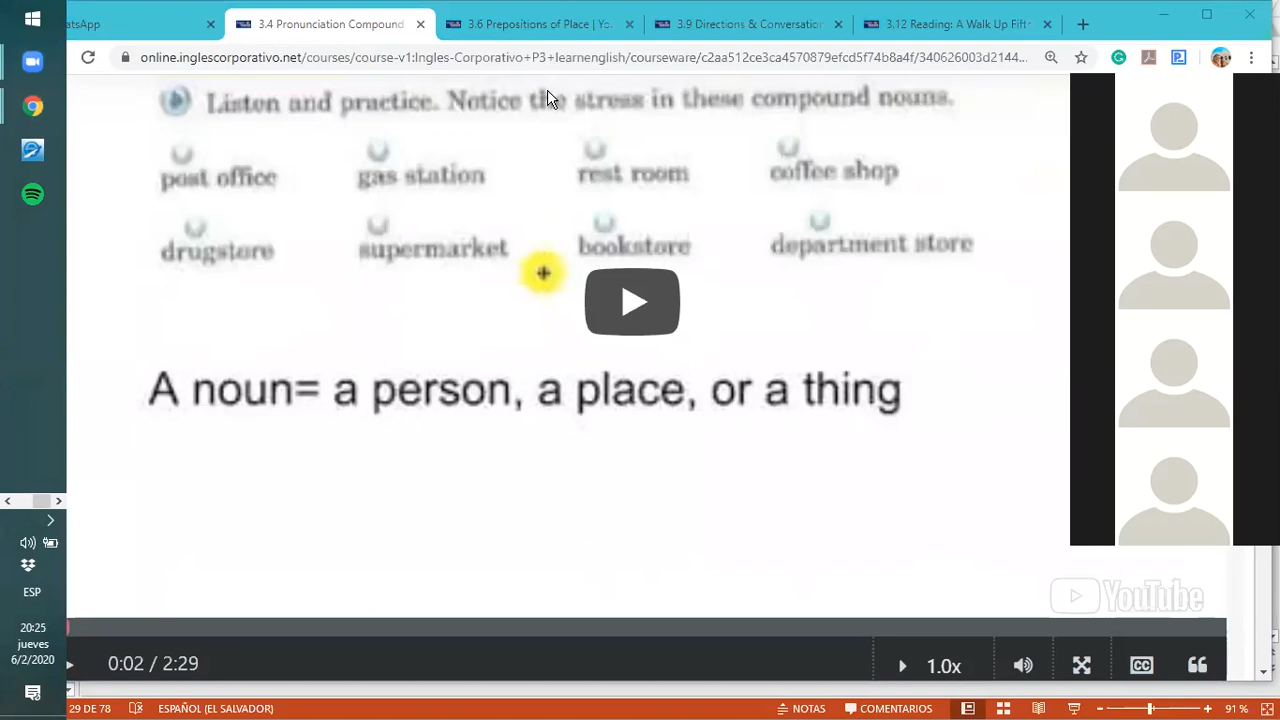 atsApp
3.4 Pronunciation Compound
3.6 Prepositions of Place | Yo
3.9 Directions & Conversation
3.12 Reading: A Walk Up Fift
online.inglescorporativo.net/courses/course-v1:Ingles-Corporativo+P3+learnenglish/courseware/c2aa512ce3ca4570879efcd5f74b8a4f/340626003d2144...
Listen and practice. Notice the stress in these compound nouns.
post office gas station rest room coffee shop
drugstore supermarket bookstore department store
A noun= a person, a place, or a thing
YouTube
ESP
20:25
jueves
6/2/2020
0:02 / 2:29
1.0x
CC
29 DE 78 ESPAÑOL (EL SALVADOR) NOTAS COMENTARIOS 91 %